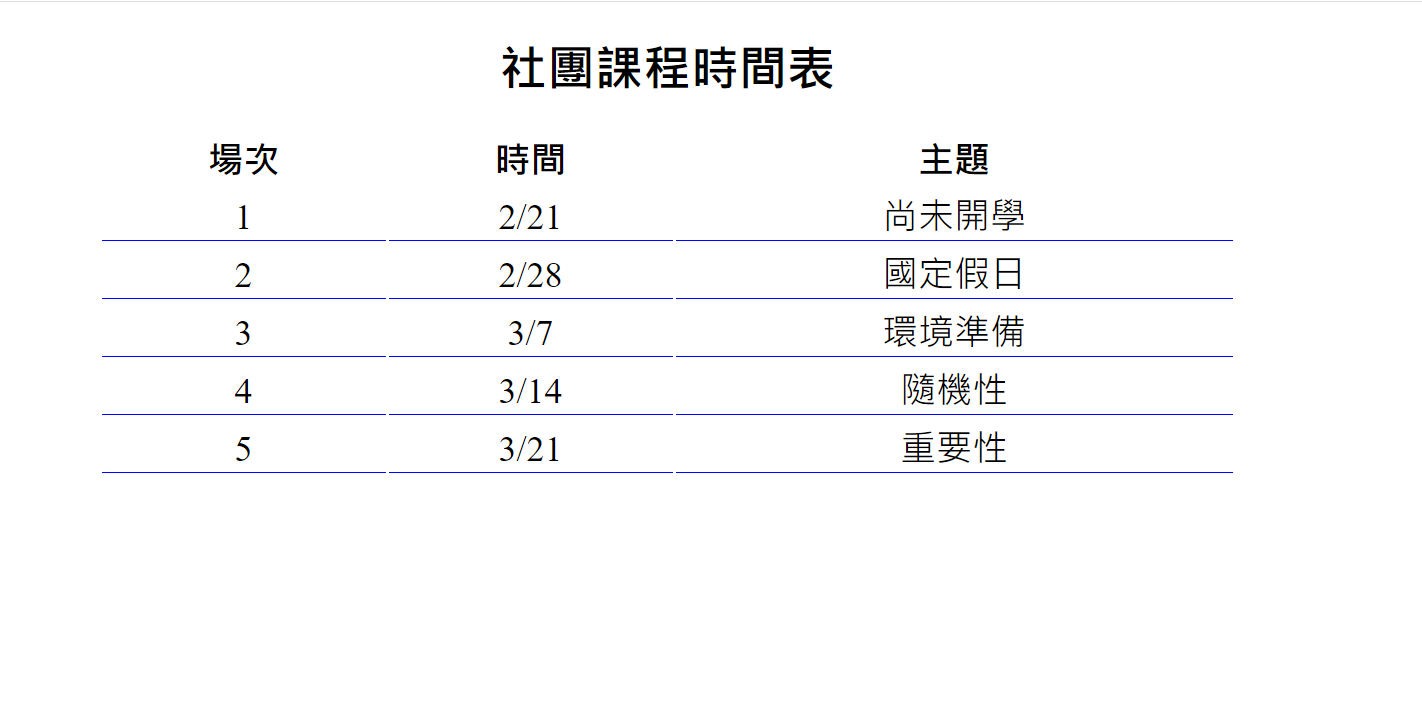 社團課程時間表
場次 時間 主題
1 2/21 尚未開學
2 2/28 國定假日
3 3/7 環境準備
4 3/14 隨機性
5 3/21 重要性